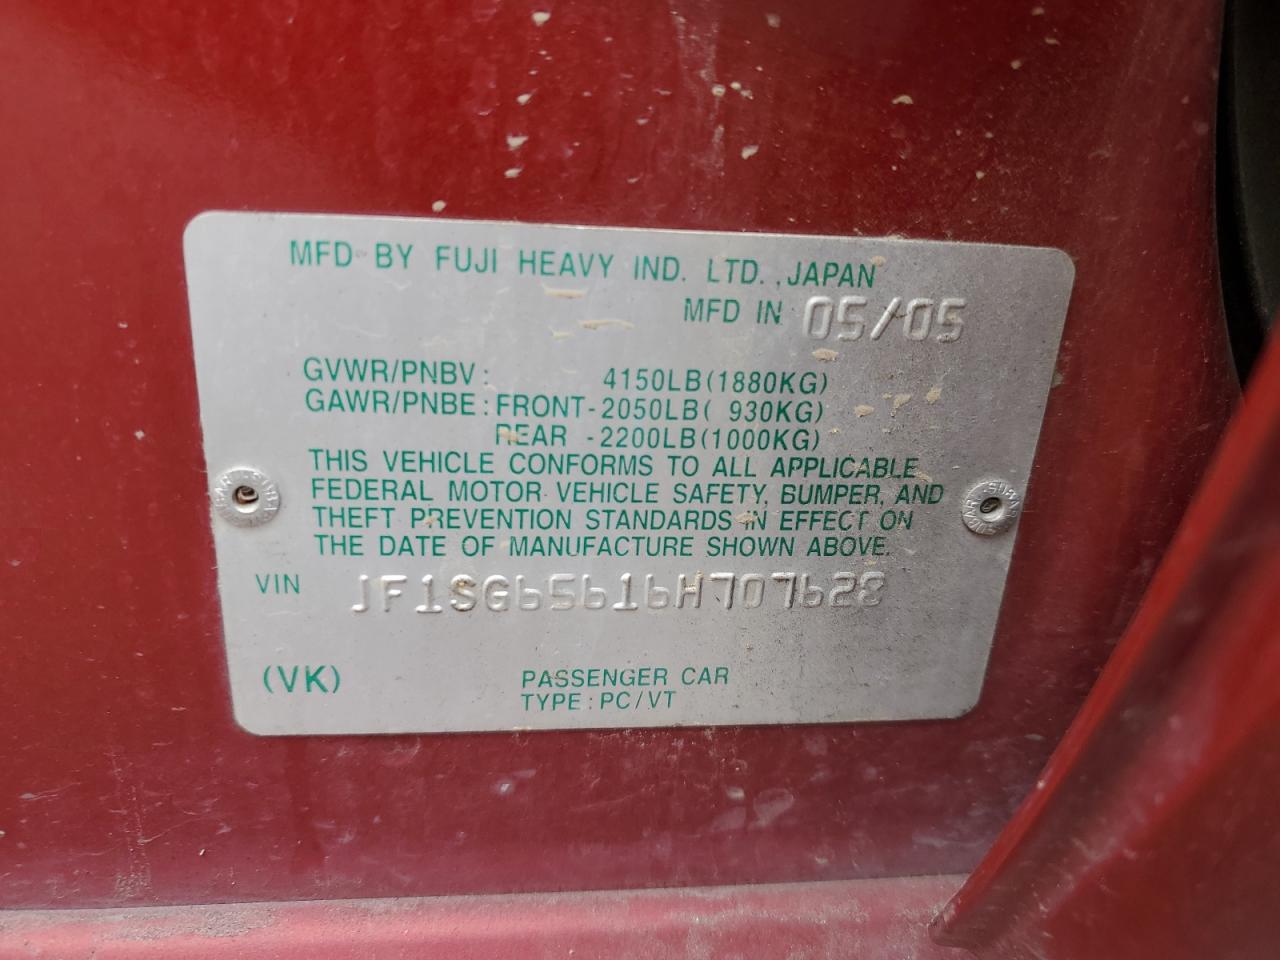 MFD BY FUJI HEAVY IND. LTD., JAPAN
MFD IN 05/05
GVWR/PNBV: 4150LB(1880KG)
GAWR/PNBE: FRONT-2050LB( 930KG)
REAR -2200LB(1000KG)
THIS VEHICLE CONFORMS TO ALL APPLICABLE
FEDERAL MOTOR VEHICLE SAFETY, BUMPER, AND
THEFT PREVENTION STANDARDS IN EFFECT ON
THE DATE OF MANUFACTURE SHOWN ABOVE.
VIN JF1SG65616H707628
(VK) PASSENGER CAR
TYPE: PC/VT